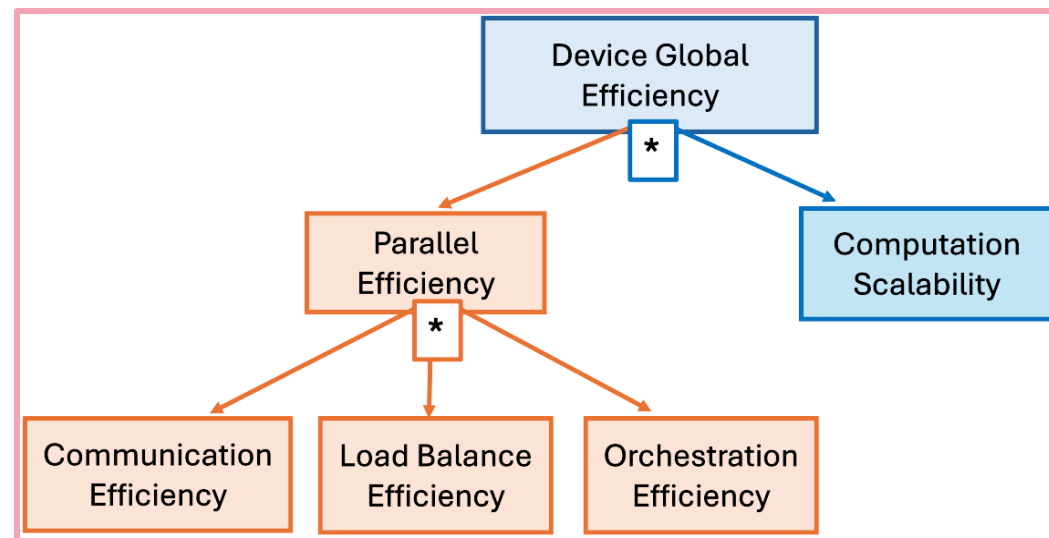 Device Global
Efficiency
*
Parallel
Efficiency
Computation
Scalability
*
Communication
Efficiency
Load Balance
Efficiency
Orchestration
Efficiency